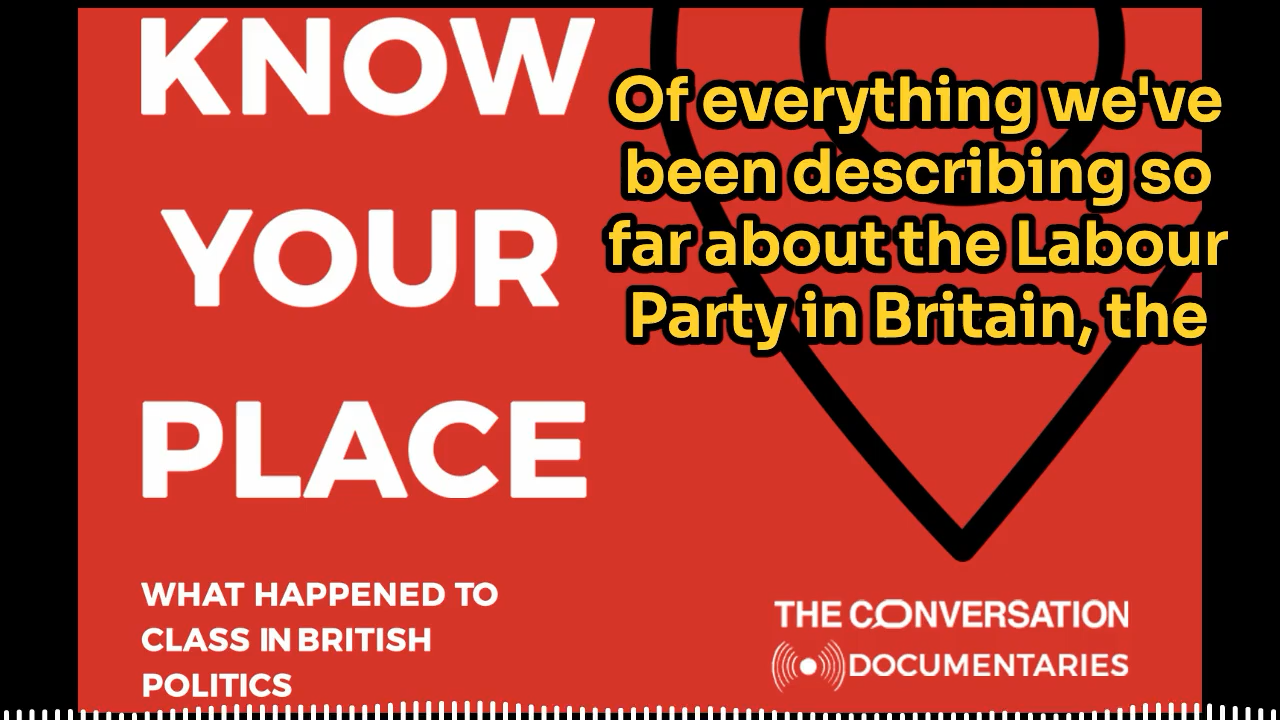 KNOW
YOUR
PLACE
WHAT HAPPENED TO
CLASS IN BRITISH
POLITICS
Of everything we've
been describing so
far about the Labour
Party in Britain, the
THE CONVERSATION
DOCUMENTARIES